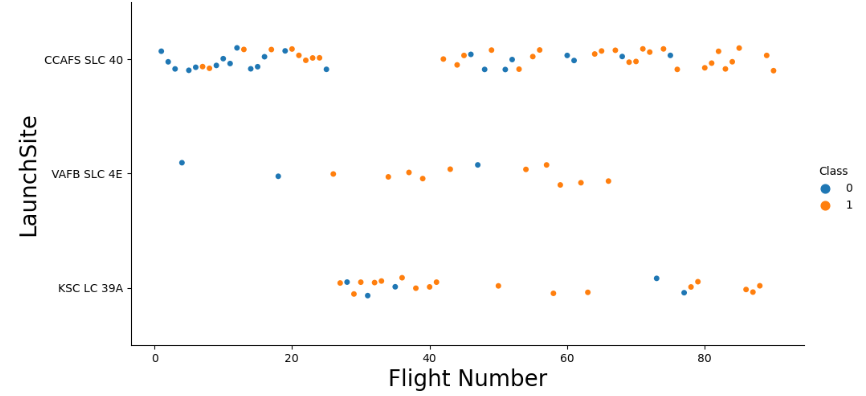 LaunchSite
CCAFS SLC 40
VAFB SLC 4E
KSC LC 39A
0 20 40 60 80
Flight Number
Class
0
1